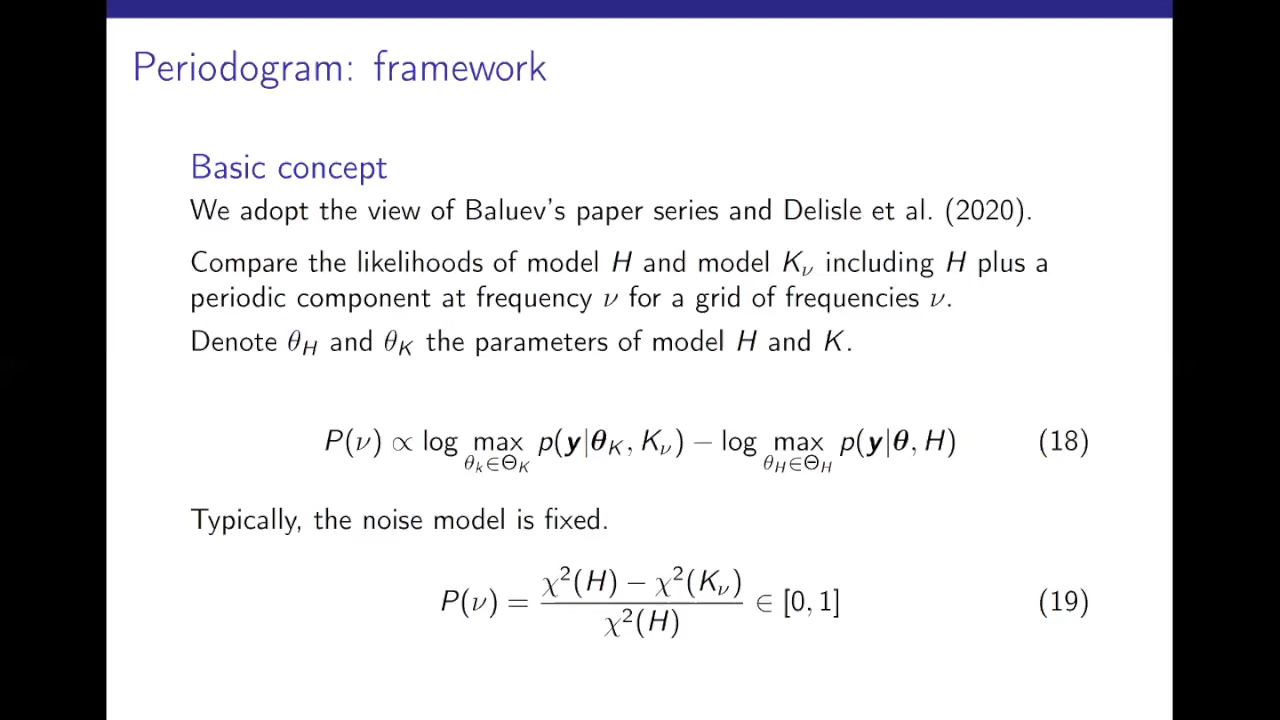 Periodogram: framework
Basic concept
We adopt the view of Baluev's paper series and Delisle et al. (2020).
Compare the likelihoods of model H and model K_ν including H plus a
periodic component at frequency ν for a grid of frequencies ν.
Denote θ_H and θ_K the parameters of model H and K.
P(ν) ∝ log max_{θ_k∈Θ_K} p(y|θ_K, K_ν) − log max_{θ_H∈Θ_H} p(y|θ, H) (18)
Typically, the noise model is fixed.
P(ν) = (χ²(H) − χ²(K_ν)) / χ²(H) ∈ [0, 1] (19)